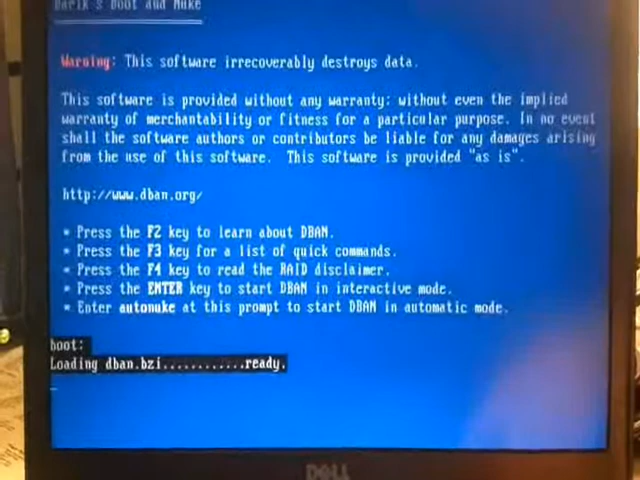 Darik's Boot and Nuke
Warning: This software irrecoverably destroys data.
This software is provided without any warranty; without even the implied
warranty of merchantability or fitness for a particular purpose. In no event
shall the software authors or contributors be liable for any damages arising
from the use of this software. This software is provided "as is".
http://www.dban.org/
* Press the F2 key to learn about DBAN.
* Press the F3 key for a list of quick commands.
* Press the F4 key to read the RAID disclaimer.
* Press the ENTER key to start DBAN in interactive mode.
* Enter autonuke at this prompt to start DBAN in automatic mode.
boot:
Loading dban.bzi............ready.
DELL